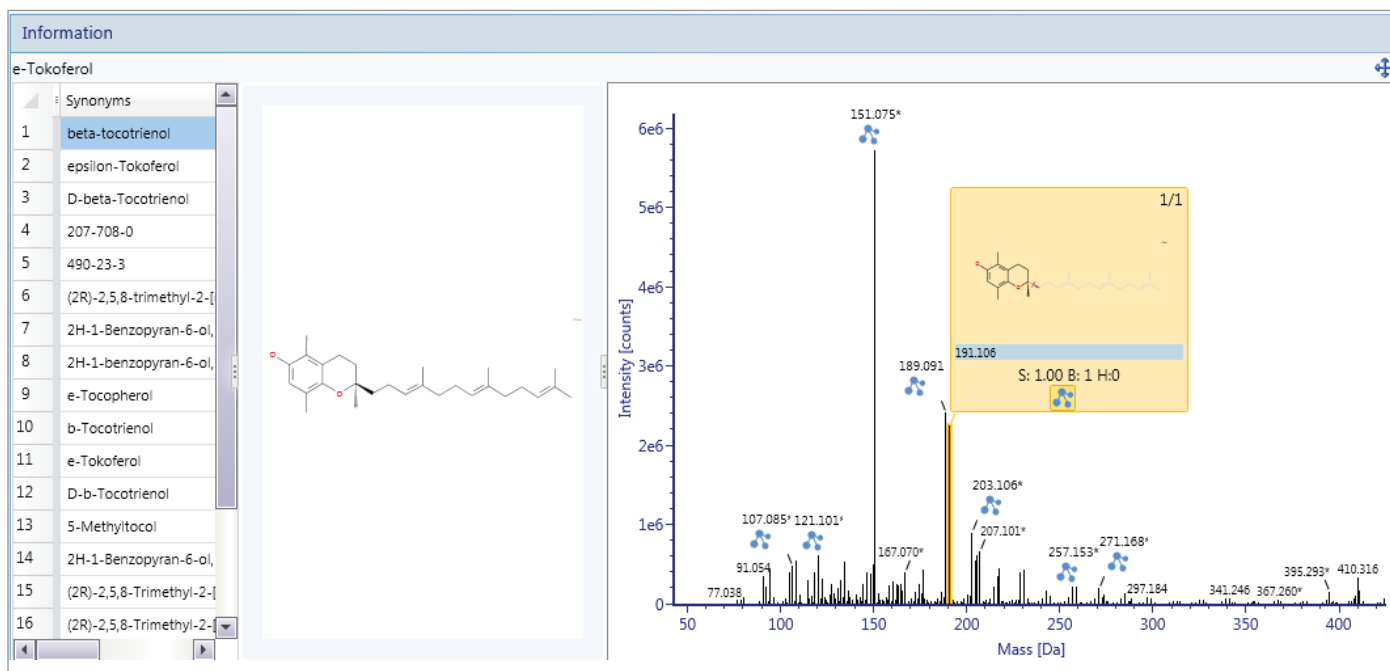 Information
e-Tokoferol
Synonyms
1 beta-tocotrienol
2 epsilon-Tokoferol
3 D-beta-Tocotrienol
4 207-708-0
5 490-23-3
6 (2R)-2,5,8-trimethyl-2-[
7 2H-1-Benzopyran-6-ol,
8 2H-1-benzopyran-6-ol,
9 e-Tocopherol
10 b-Tocotrienol
11 e-Tokoferol
12 D-b-Tocotrienol
13 5-Methyltocol
14 2H-1-Benzopyran-6-ol,
15 (2R)-2,5,8-Trimethyl-2-[
16 (2R)-2,5,8-Trimethyl-2-[
O
Intensity [counts]
6e6
5e6
4e6
3e6
2e6
1e6
0
151.075*
1/1
191.106
S: 1.00 B: 1 H:0
189.091
203.106*
207.101*
107.085*
121.101*
91.054
77.038
167.070*
257.153*
271.168*
297.184
341.246
367.260*
395.293*
410.316
50 100 150 200 250 300 350 400
Mass [Da]